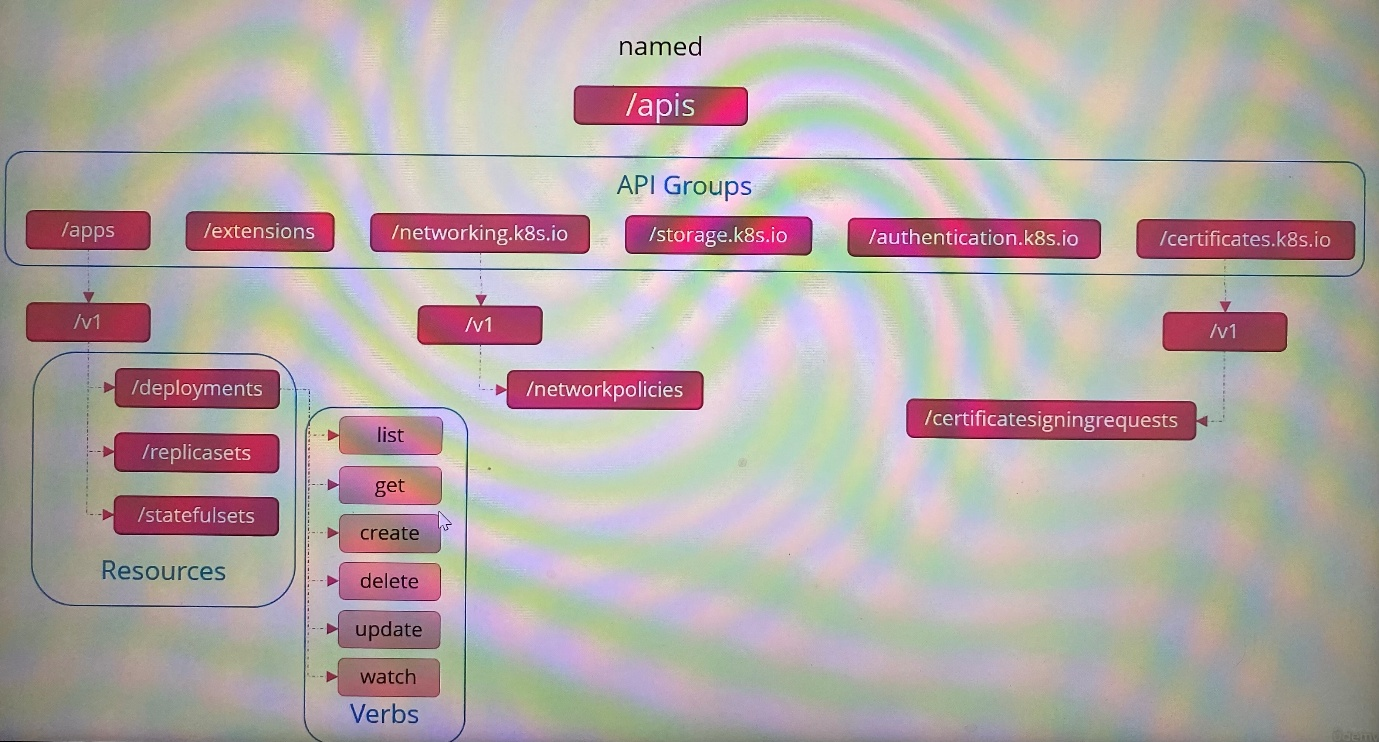 named
/apis
API Groups
/apps
/extensions
/networking.k8s.io
/storage.k8s.io
/authentication.k8s.io
/certificates.k8s.io
/v1
/v1
/v1
/deployments
/replicasets
/statefulsets
Resources
/networkpolicies
/certificatesigningrequests
list
get
create
delete
update
watch
Verbs